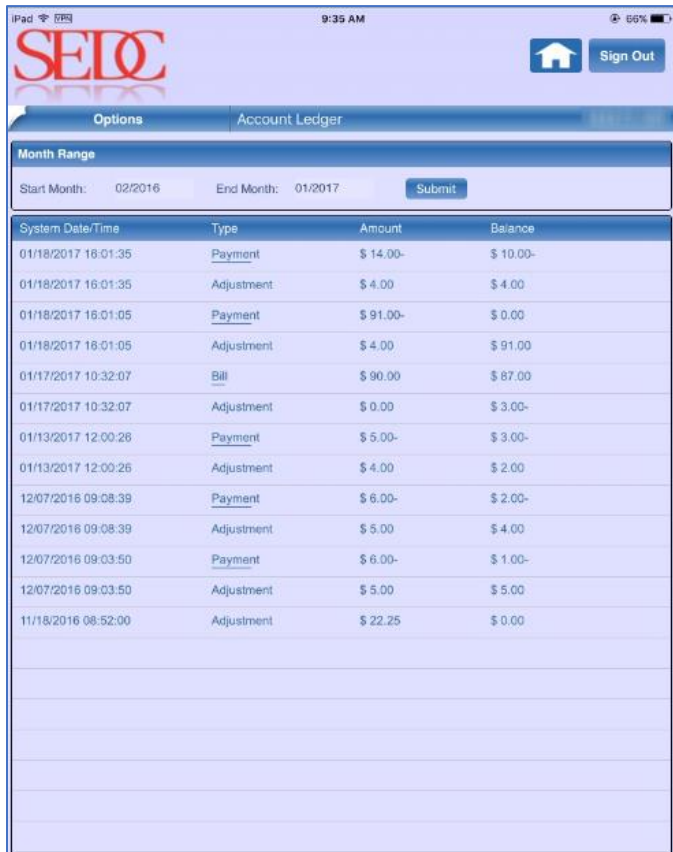 iPad VPN 9:35 AM 66%
SEDC
Sign Out
Options Account Ledger
Month Range
Start Month: 02/2016 End Month: 01/2017 Submit
System Date/Time Type Amount Balance
01/18/2017 16:01:35 Payment $ 14.00- $ 10.00-
01/18/2017 16:01:35 Adjustment $ 4.00 $ 4.00
01/18/2017 16:01:05 Payment $ 91.00- $ 0.00
01/18/2017 16:01:05 Adjustment $ 4.00 $ 91.00
01/17/2017 10:32:07 Bill $ 90.00 $ 87.00
01/17/2017 10:32:07 Adjustment $ 0.00 $ 3.00-
01/13/2017 12:00:26 Payment $ 5.00- $ 3.00-
01/13/2017 12:00:26 Adjustment $ 4.00 $ 2.00
12/07/2016 09:08:39 Payment $ 6.00- $ 2.00-
12/07/2016 09:08:39 Adjustment $ 5.00 $ 4.00
12/07/2016 09:03:50 Payment $ 6.00- $ 1.00-
12/07/2016 09:03:50 Adjustment $ 5.00 $ 5.00
11/18/2016 08:52:00 Adjustment $ 22.25 $ 0.00